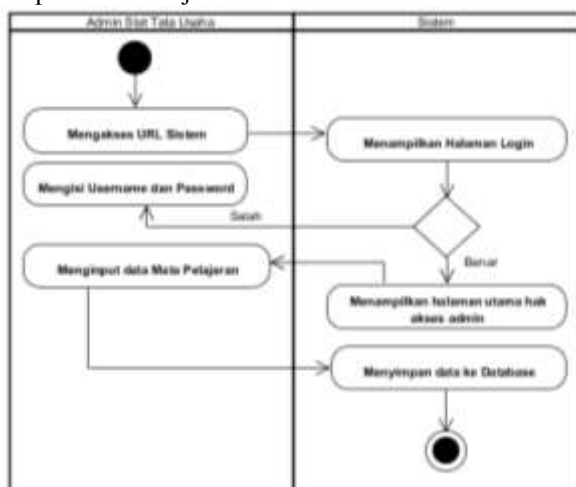 Admin Staf Tata Usaha
Sistem
Mengakses URL Sistem
Menampilkan Halaman Login
Mengisi Username dan Password
Salah
Benar
Menginput data Mata Pelajaran
Menampilkan halaman utama hak
akses admin
Menyimpan data ke Database